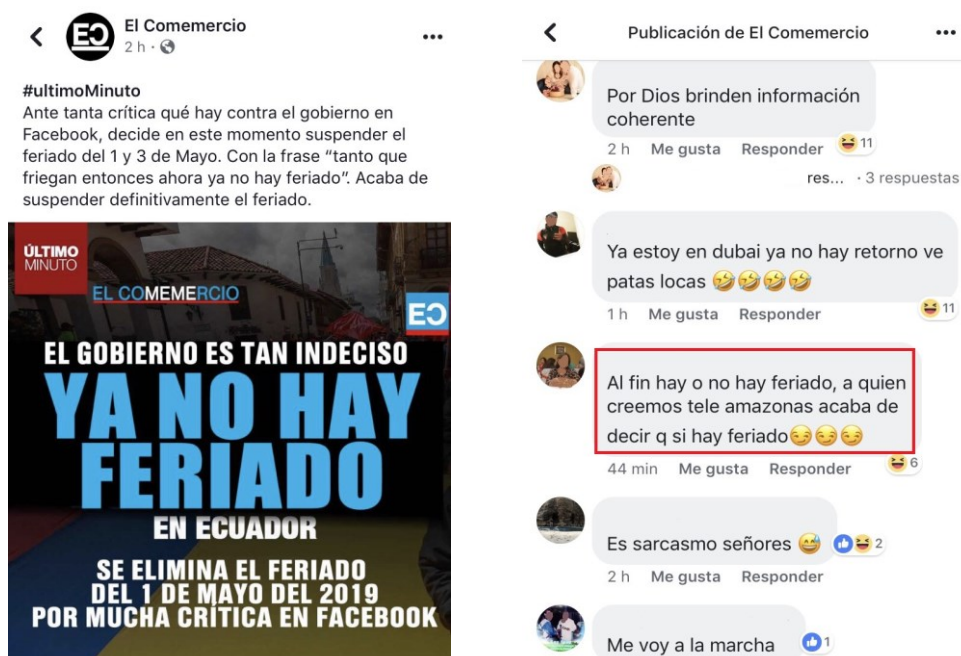 El Comemercio
2 h
#ultimoMinuto
Ante tanta crítica qué hay contra el gobierno en
Facebook, decide en este momento suspender el
feriado del 1 y 3 de Mayo. Con la frase “tanto que
friegan entonces ahora ya no hay feriado”. Acaba de
suspender definitivamente el feriado.
ÚLTIMO
MINUTO
EL COMEMERCIO
EC
EL GOBIERNO ES TAN INDECISO
YA NO HAY
FERIADO
EN ECUADOR
SE ELIMINA EL FERIADO
DEL 1 DE MAYO DEL 2019
POR MUCHA CRÍTICA EN FACEBOOK
Publicación de El Comemercio
Por Dios brinden información
coherente
2 h Me gusta Responder 11
res... · 3 respuestas
Ya estoy en dubai ya no hay retorno ve
patas locas 🤣🤣🤣🤣
1 h Me gusta Responder 11
Al fin hay o no hay feriado, a quien
creemos tele amazonas acaba de
decir q si hay feriado😏😏😏
44 min Me gusta Responder 6
Es sarcasmo señores 😅 2
2 h Me gusta Responder
Me voy a la marcha 1